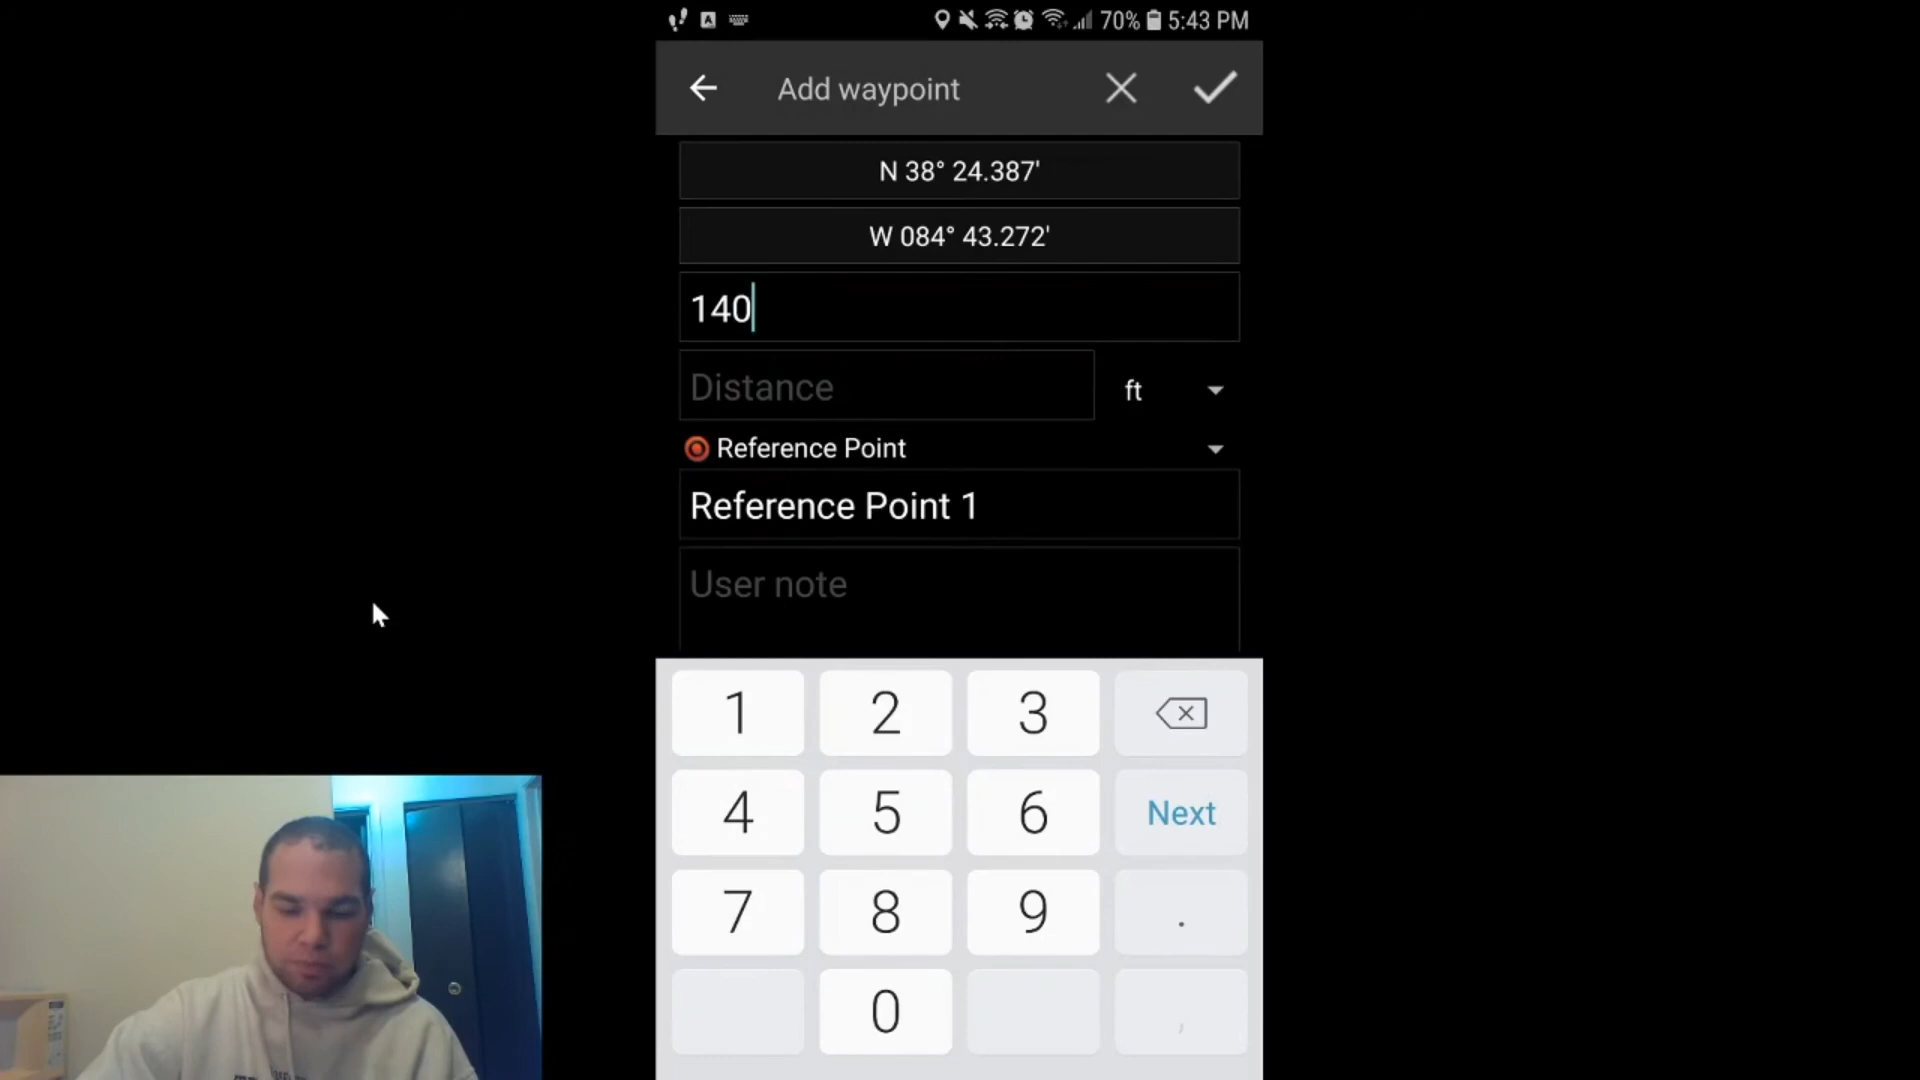 70% 5:43 PM
Add waypoint
N 38° 24.387'
W 084° 43.272'
140
Distance ft
Reference Point
Reference Point 1
User note
1 2 3
4 5 6 Next
7 8 9 .
0 ,